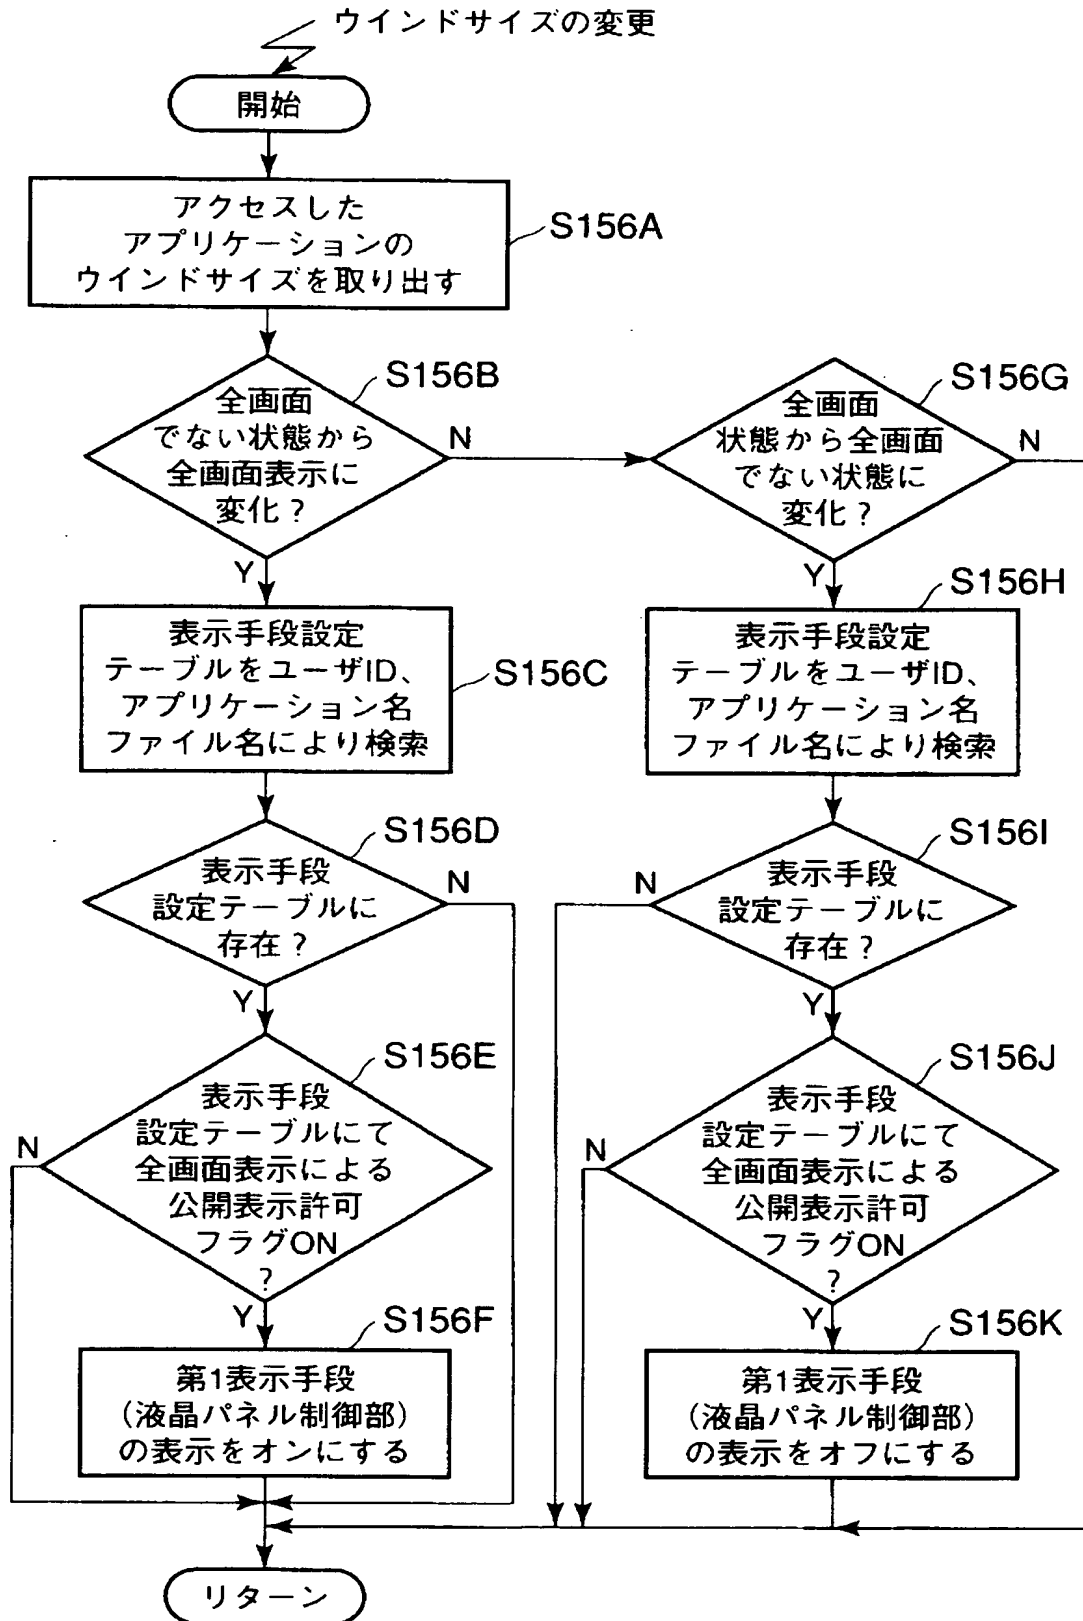 ウインドサイズの変更
開始
アクセスした
アプリケーションの
ウインドサイズを取り出す
S156A
全画面
でない状態から
全画面表示に
変化？
S156B
N
Y
全画面
状態から全画面
でない状態に
変化？
S156G
N
Y
表示手段設定
テーブルをユーザID、
アプリケーション名
ファイル名により検索
S156C
表示手段設定
テーブルをユーザID、
アプリケーション名
ファイル名により検索
S156H
表示手段
設定テーブルに
存在？
S156D
N
Y
表示手段
設定テーブルに
存在？
S156I
N
Y
表示手段
設定テーブルにて
全画面表示による
公開表示許可
フラグON
？
S156E
N
Y
表示手段
設定テーブルにて
全画面表示による
公開表示許可
フラグON
？
S156J
N
Y
第1表示手段
（液晶パネル制御部）
の表示をオンにする
S156F
第1表示手段
（液晶パネル制御部）
の表示をオフにする
S156K
リターン